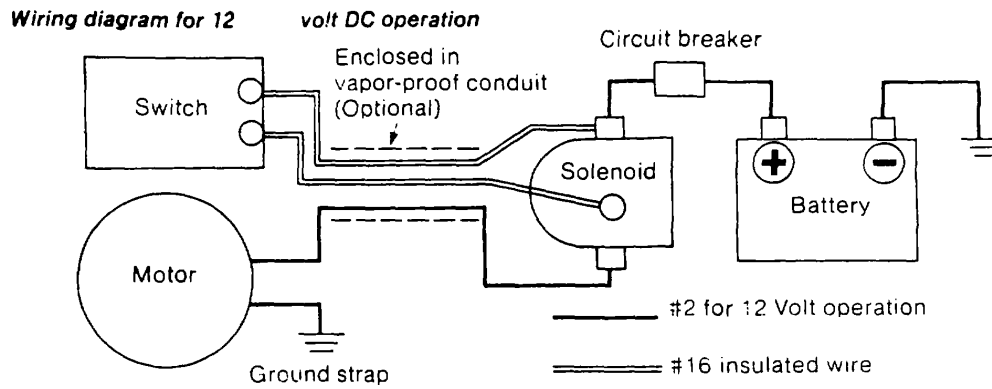 Wiring diagram for 12 volt DC operation
Enclosed in
vapor-proof conduit
(Optional)
Circuit breaker
Switch
Solenoid
+
-
Battery
Motor
#2 for 12 Volt operation
Ground strap
#16 insulated wire